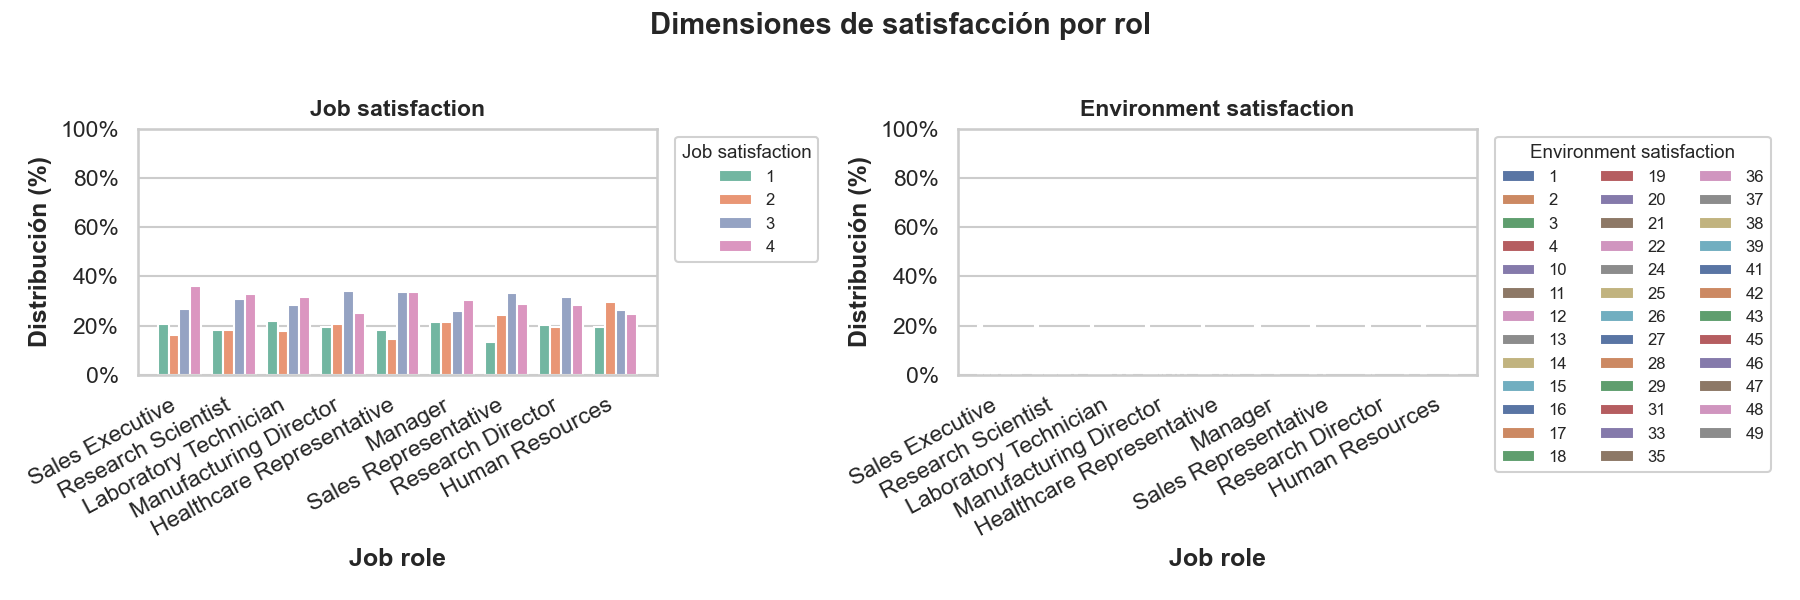 Dimensiones de satisfacción por rol
Job satisfaction
Distribución (%)
100%
80%
60%
40%
20%
0%
Sales Executive
Research Scientist
Laboratory Technician
Manufacturing Director
Healthcare Representative
Manager
Sales Representative
Research Director
Human Resources
Job role
Job satisfaction
1
2
3
4
Environment satisfaction
Distribución (%)
100%
80%
60%
40%
20%
0%
Sales Executive
Research Scientist
Laboratory Technician
Manufacturing Director
Healthcare Representative
Manager
Sales Representative
Research Director
Human Resources
Job role
Environment satisfaction
1 19 36
2 20 37
3 21 38
4 22 39
10 24 41
11 25 42
12 26 43
13 27 45
14 28 46
15 29 47
16 31 48
17 33 49
18 35